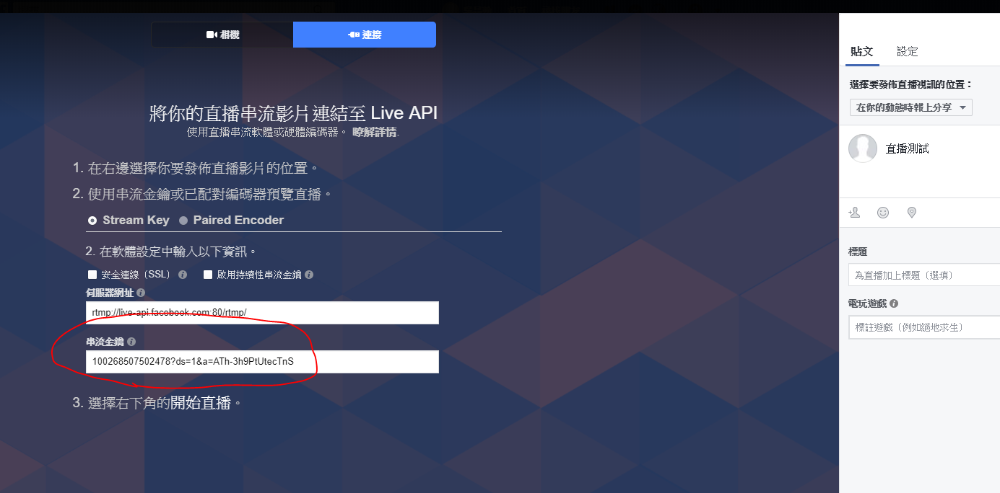 相機
連接
將你的直播串流影片連結至 Live API
使用直播串流軟體或硬體編碼器。 瞭解詳情.
1. 在右邊選擇你要發佈直播影片的位置。
2. 使用串流金鑰或已配對編碼器預覽直播。
Stream Key Paired Encoder
2. 在軟體設定中輸入以下資訊。
安全連線（SSL） 啟用持續性串流金鑰
伺服器網址
rtmp://live-api.facebook.com:80/rtmp/
串流金鑰
100268507502478?ds=1&a=ATh-3h9PtUtecTnS
3. 選擇右下角的開始直播。
貼文 設定
選擇要發佈直播視訊的位置：
在你的動態時報上分享
直播測試
標題
為直播加上標題（選填）
電玩遊戲
標註遊戲（例如絕地求生）